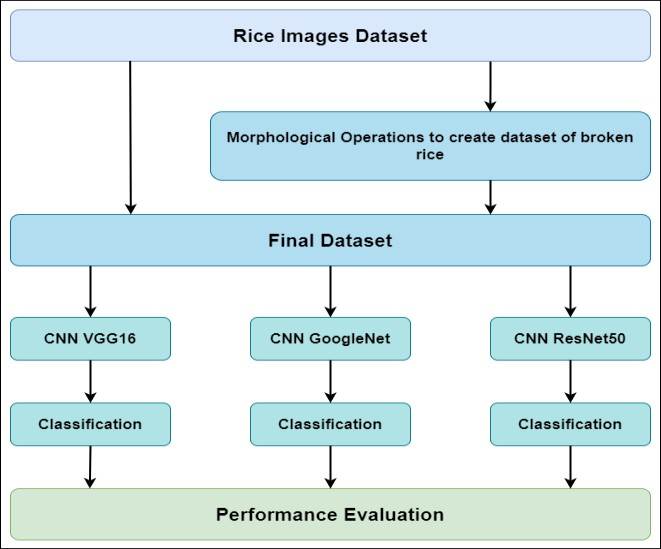 Rice Images Dataset
Morphological Operations to create dataset of broken
rice
Final Dataset
CNN VGG16
CNN GoogleNet
CNN ResNet50
Classification
Classification
Classification
Performance Evaluation